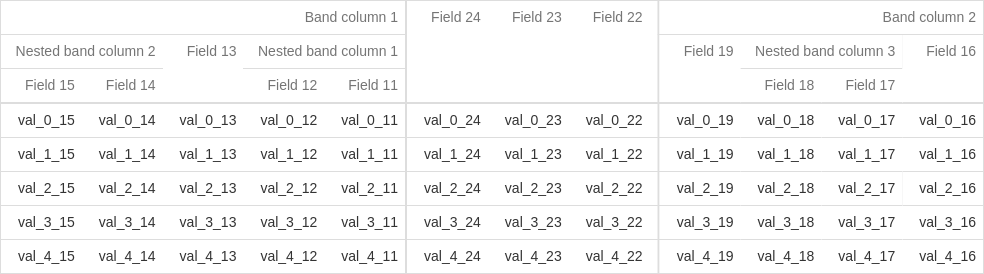 Band column 1 Field 24 Field 23 Field 22 Band column 2
Nested band column 2 Field 13 Nested band column 1 Field 19 Nested band column 3 Field 16
Field 15 Field 14 Field 12 Field 11 Field 18 Field 17
val_0_15 val_0_14 val_0_13 val_0_12 val_0_11 val_0_24 val_0_23 val_0_22 val_0_19 val_0_18 val_0_17 val_0_16
val_1_15 val_1_14 val_1_13 val_1_12 val_1_11 val_1_24 val_1_23 val_1_22 val_1_19 val_1_18 val_1_17 val_1_16
val_2_15 val_2_14 val_2_13 val_2_12 val_2_11 val_2_24 val_2_23 val_2_22 val_2_19 val_2_18 val_2_17 val_2_16
val_3_15 val_3_14 val_3_13 val_3_12 val_3_11 val_3_24 val_3_23 val_3_22 val_3_19 val_3_18 val_3_17 val_3_16
val_4_15 val_4_14 val_4_13 val_4_12 val_4_11 val_4_24 val_4_23 val_4_22 val_4_19 val_4_18 val_4_17 val_4_16